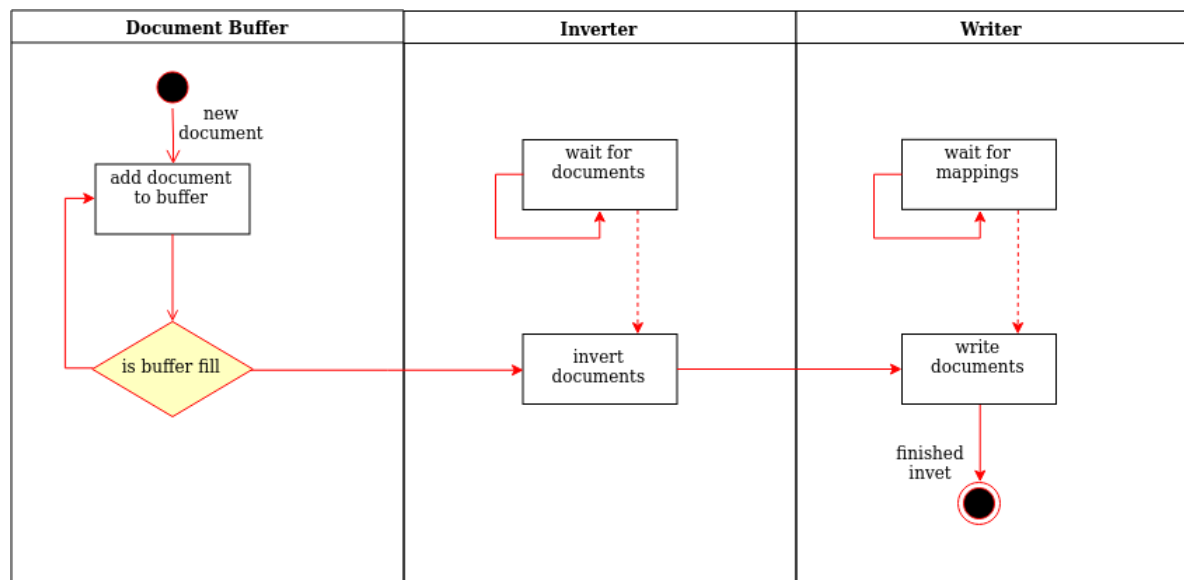 Document Buffer
Inverter
Writer
new
document
add document
to buffer
wait for
documents
wait for
mappings
is buffer fill
invert
documents
write
documents
finished
invet